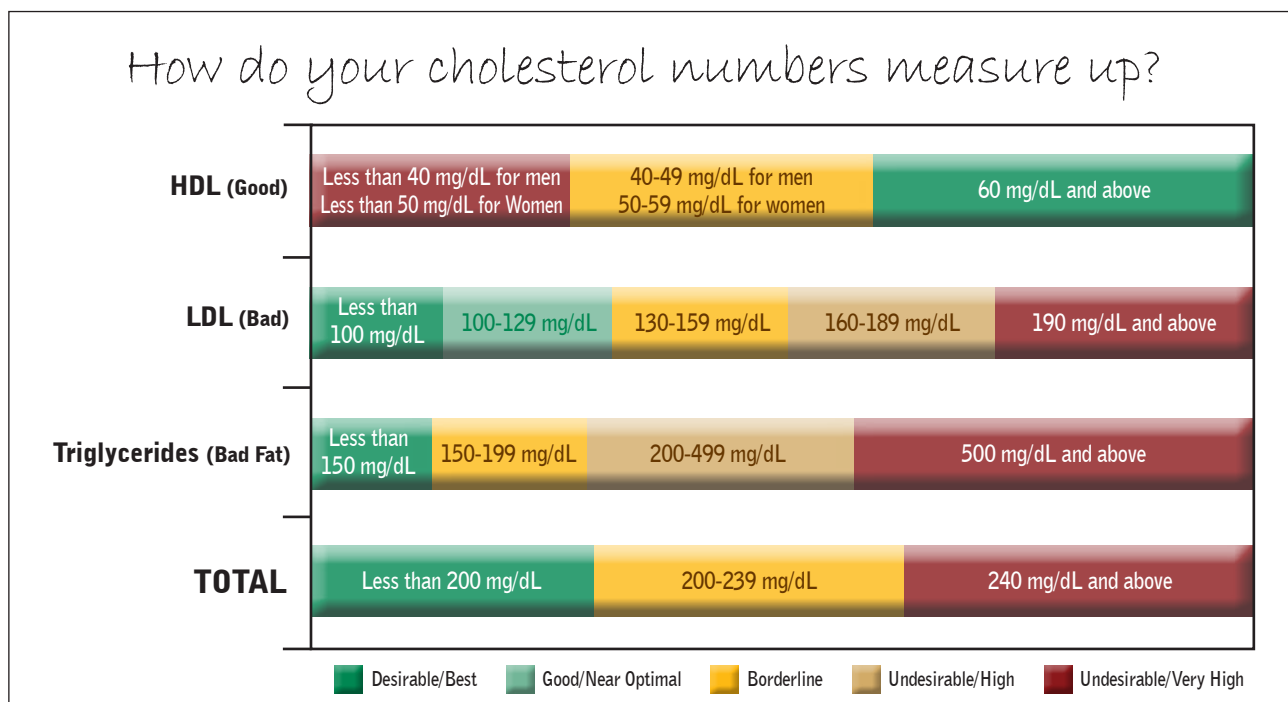 How do your cholesterol numbers measure up?
HDL (Good)
Less than 40 mg/dL for men
Less than 50 mg/dL for Women
40-49 mg/dL for men
50-59 mg/dL for women
60 mg/dL and above
LDL (Bad)
Less than
100 mg/dL
100-129 mg/dL
130-159 mg/dL
160-189 mg/dL
190 mg/dL and above
Triglycerides (Bad Fat)
Less than
150 mg/dL
150-199 mg/dL
200-499 mg/dL
500 mg/dL and above
TOTAL
Less than 200 mg/dL
200-239 mg/dL
240 mg/dL and above
Desirable/Best
Good/Near Optimal
Borderline
Undesirable/High
Undesirable/Very High